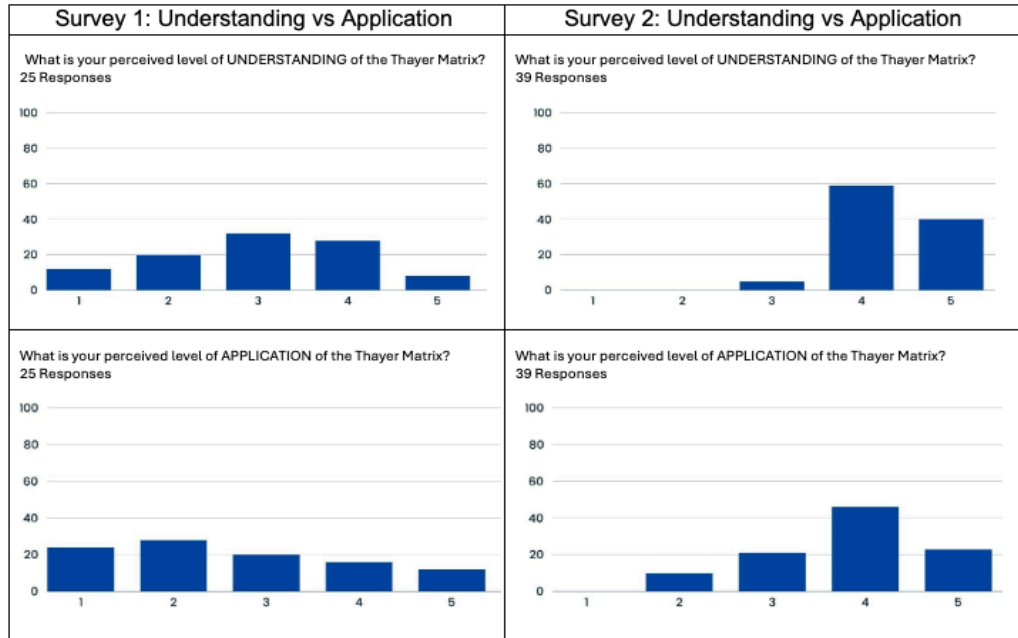 Survey 1: Understanding vs Application
Survey 2: Understanding vs Application
What is your perceived level of UNDERSTANDING of the Thayer Matrix?
25 Responses
100
80
60
40
20
0
1 2 3 4 5
What is your perceived level of UNDERSTANDING of the Thayer Matrix?
39 Responses
100
80
60
40
20
0
1 2 3 4 5
What is your perceived level of APPLICATION of the Thayer Matrix?
25 Responses
100
80
60
40
20
0
1 2 3 4 5
What is your perceived level of APPLICATION of the Thayer Matrix?
39 Responses
100
80
60
40
20
0
1 2 3 4 5